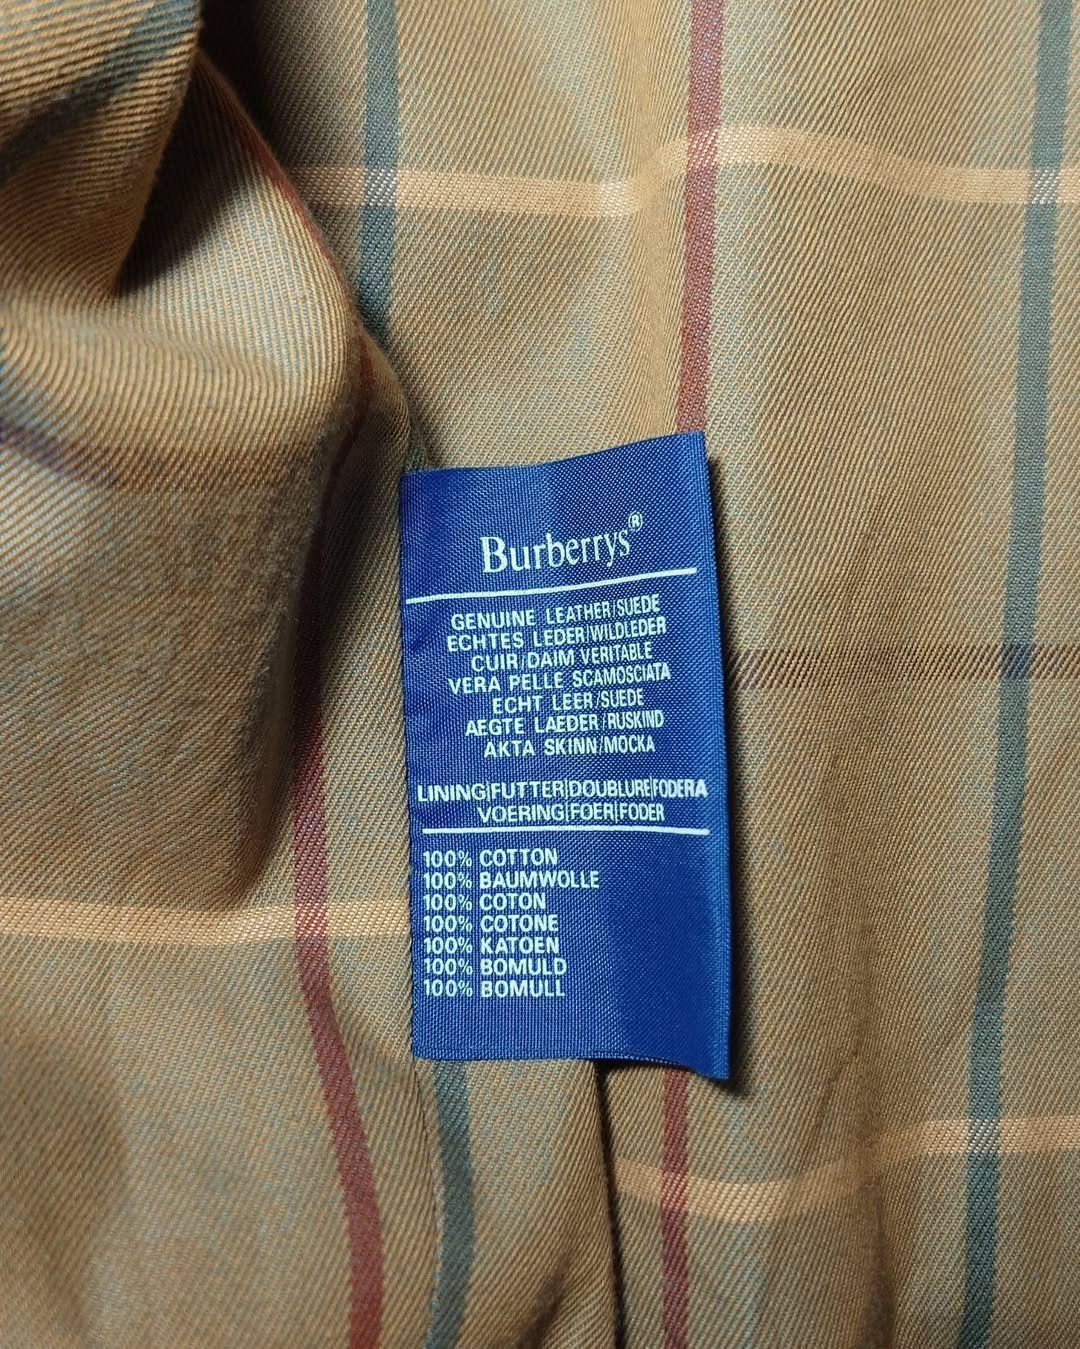 Burberrys®
GENUINE LEATHER/SUEDE
ECHTES LEDER/WILDLEDER
CUIR/DAIM VERITABLE
VERA PELLE SCAMOSCIATA
ECHT LEER/SUEDE
AEGTE LAEDER/RUSKIND
AKTA SKINN/MOCKA
LINING|FUTTER|DOUBLURE|FODERA
VOERING|FOER|FODER
100% COTTON
100% BAUMWOLLE
100% COTON
100% COTONE
100% KATOEN
100% BOMULD
100% BOMULL